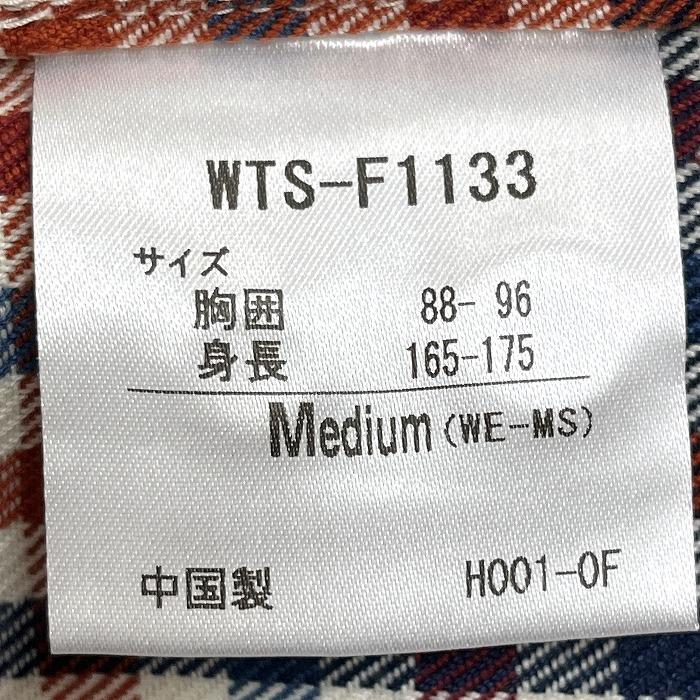 WTS-F1133
サイズ
胸囲 88- 96
身長 165-175
Medium (WE-MS)
中国製 H001-0F